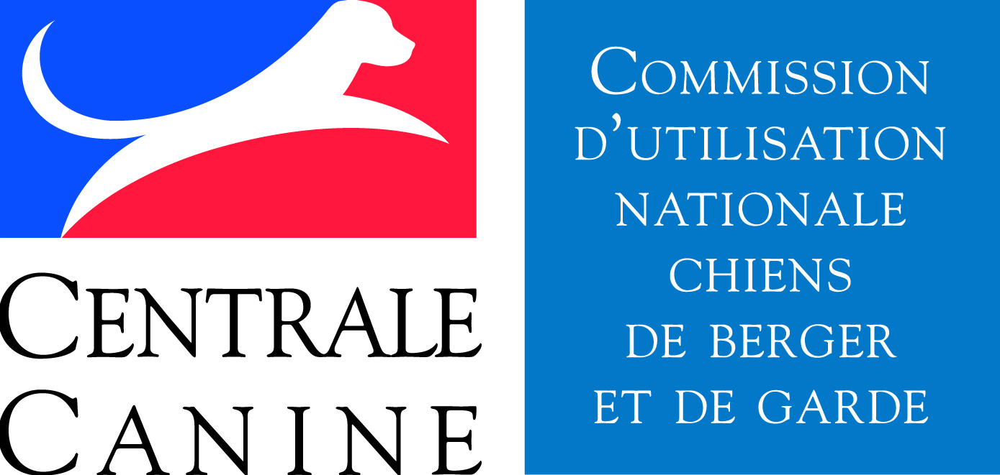 CENTRALE
CANINE
COMMISSION
D'UTILISATION
NATIONALE
CHIENS
DE BERGER
ET DE GARDE